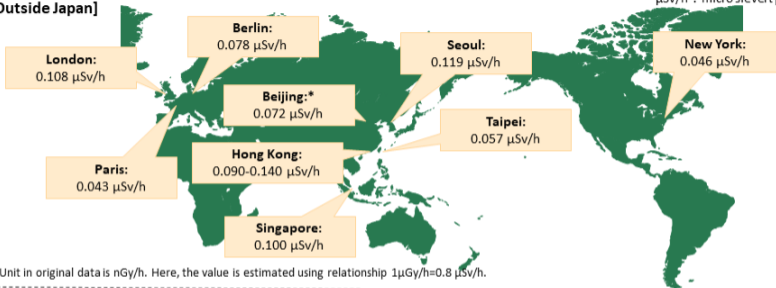 Outside Japan]
Berlin:
0.078 μSv/h
London:
0.108 μSv/h
Seoul:
0.119 μSv/h
New York:
0.046 μSv/h
Beijing:*
0.072 μSv/h
Taipei:
0.057 μSv/h
Hong Kong:
0.090-0.140 μSv/h
Paris:
0.043 μSv/h
Singapore:
0.100 μSv/h
Unit in original data is nGy/h. Here, the value is estimated using relationship 1μGy/h=0.8 μSv/h.